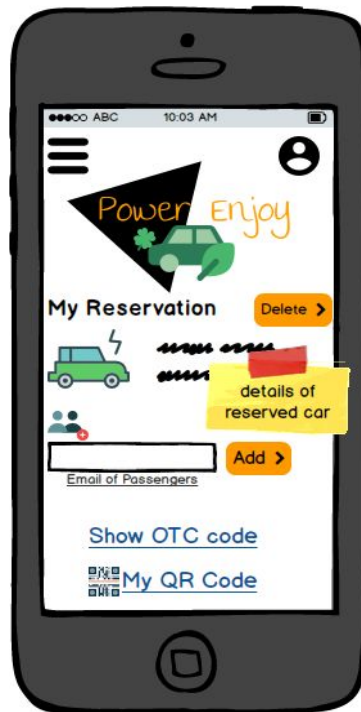 ABC 10:03 AM
Power Enjoy
My Reservation
Delete >
details of
reserved car
Add >
Email of Passengers
Show OTC code
My QR Code